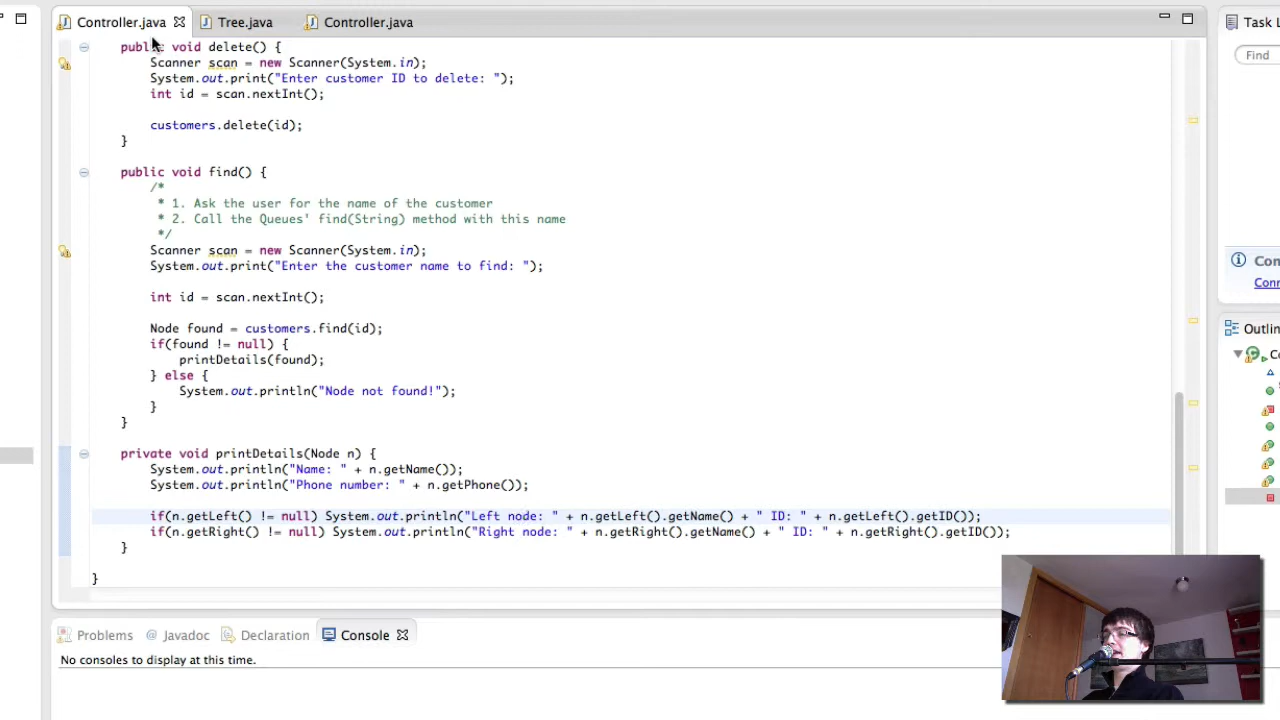 Controller.java
Tree.java
Controller.java
Task L
Find
public void delete() {
Scanner scan = new Scanner(System.in);
System.out.print("Enter customer ID to delete: ");
int id = scan.nextInt();
customers.delete(id);
}
public void find() {
/*
* 1. Ask the user for the name of the customer
* 2. Call the Queues' find(String) method with this name
*/
Scanner scan = new Scanner(System.in);
System.out.print("Enter the customer name to find: ");
int id = scan.nextInt();
Node found = customers.find(id);
if(found != null) {
printDetails(found);
} else {
System.out.println("Node not found!");
}
}
private void printDetails(Node n) {
System.out.println("Name: " + n.getName());
System.out.println("Phone number: " + n.getPhone());
if(n.getLeft() != null) System.out.println("Left node: " + n.getLeft().getName() + " ID: " + n.getLeft().getID());
if(n.getRight() != null) System.out.println("Right node: " + n.getRight().getName() + " ID: " + n.getRight().getID());
}
}
Con
Conn
Outlin
Co
Problems
@ Javadoc
Declaration
Console
No consoles to display at this time.